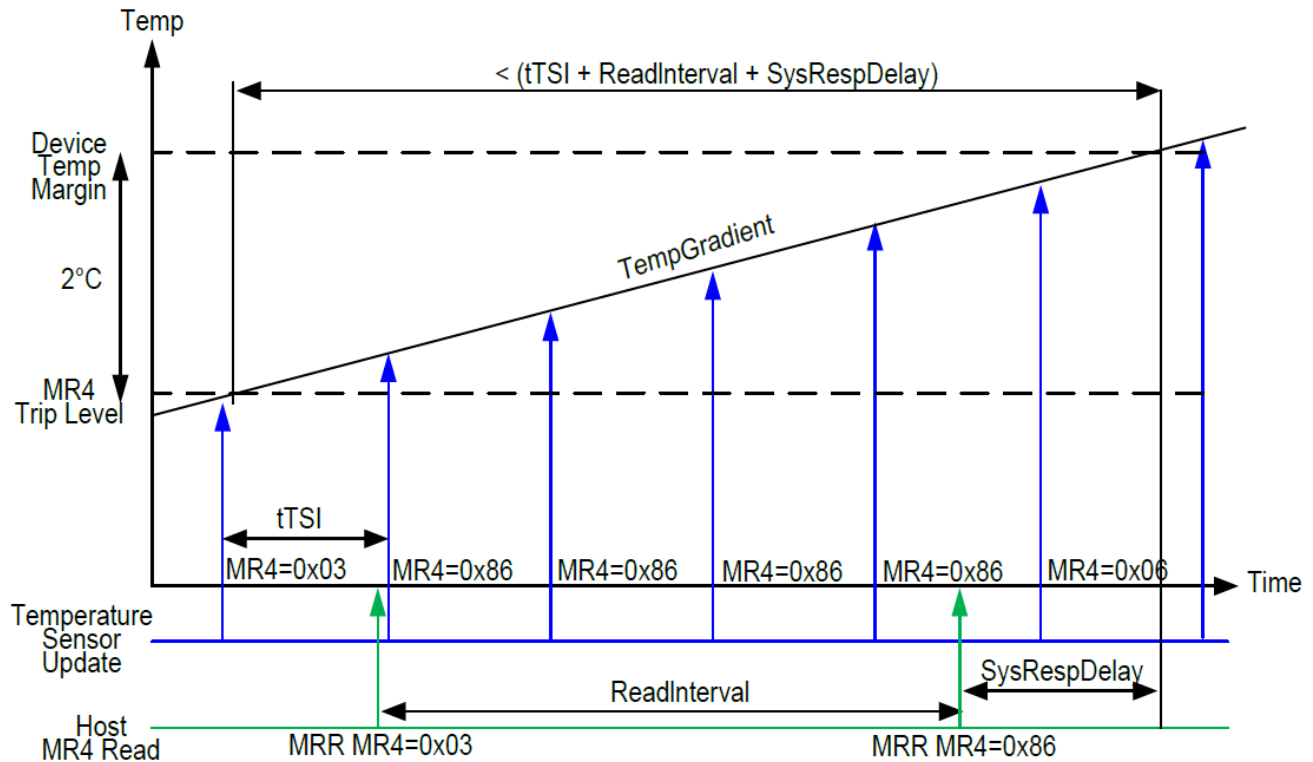 Temp
< (tTSI + ReadInterval + SysRespDelay)
Device
Temp
Margin
TempGradient
2°C
MR4
Trip Level
tTSI
MR4=0x03
MR4=0x86
MR4=0x86
MR4=0x86
MR4=0x86
MR4=0x06
Time
Temperature
Sensor
Update
SysRespDelay
ReadInterval
Host
MR4 Read
MRR MR4=0x03
MRR MR4=0x86